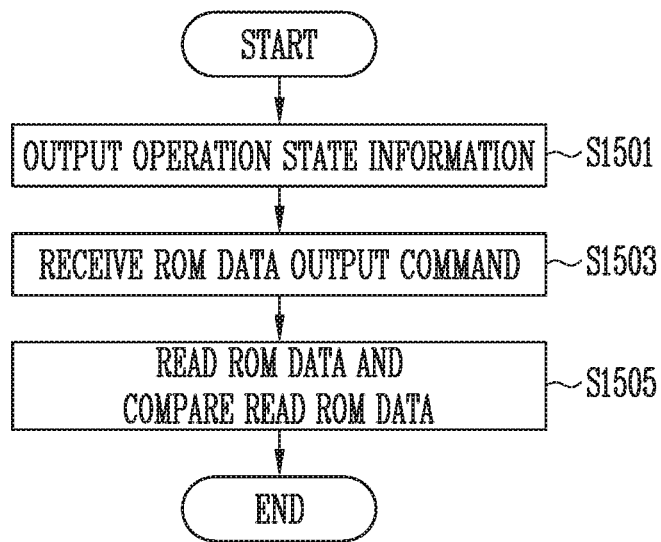 START
OUTPUT OPERATION STATE INFORMATION S1501
RECEIVE ROM DATA OUTPUT COMMAND S1503
READ ROM DATA AND
COMPARE READ ROM DATA S1505
END